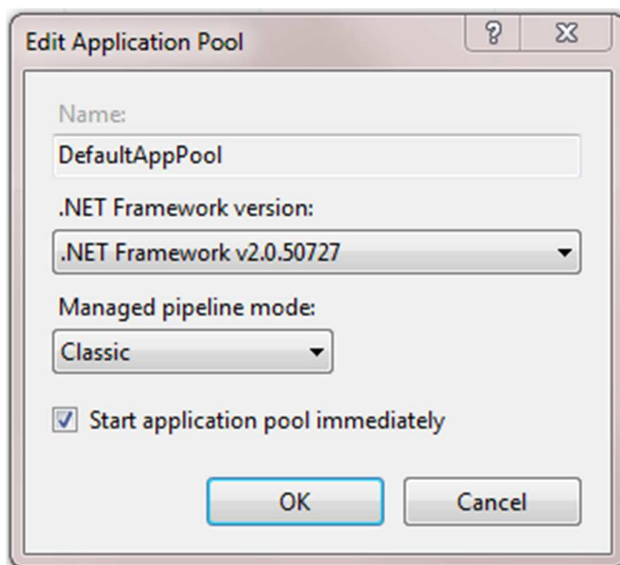 Edit Application Pool
Name:
DefaultAppPool
.NET Framework version:
.NET Framework v2.0.50727
Managed pipeline mode:
Classic
Start application pool immediately
OK
Cancel